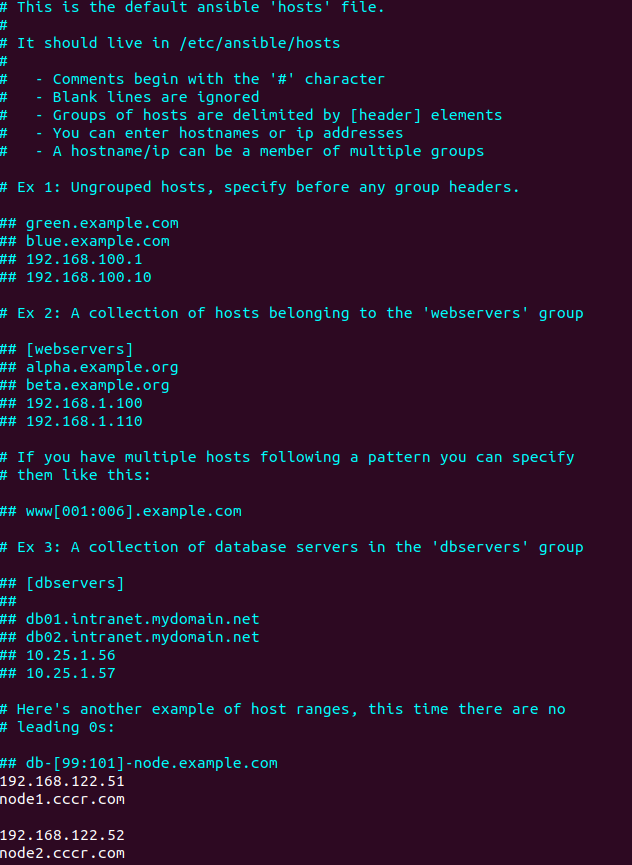 # This is the default ansible 'hosts' file.
#
# It should live in /etc/ansible/hosts
#
#   - Comments begin with the '#' character
#   - Blank lines are ignored
#   - Groups of hosts are delimited by [header] elements
#   - You can enter hostnames or ip addresses
#   - A hostname/ip can be a member of multiple groups

# Ex 1: Ungrouped hosts, specify before any group headers.

## green.example.com
## blue.example.com
## 192.168.100.1
## 192.168.100.10

# Ex 2: A collection of hosts belonging to the 'webservers' group

## [webservers]
## alpha.example.org
## beta.example.org
## 192.168.1.100
## 192.168.1.110

# If you have multiple hosts following a pattern you can specify
# them like this:

## www[001:006].example.com

# Ex 3: A collection of database servers in the 'dbservers' group

## [dbservers]
##
## db01.intranet.mydomain.net
## db02.intranet.mydomain.net
## 10.25.1.56
## 10.25.1.57

# Here's another example of host ranges, this time there are no
# leading 0s:

## db-[99:101]-node.example.com
192.168.122.51
node1.cccr.com

192.168.122.52
node2.cccr.com